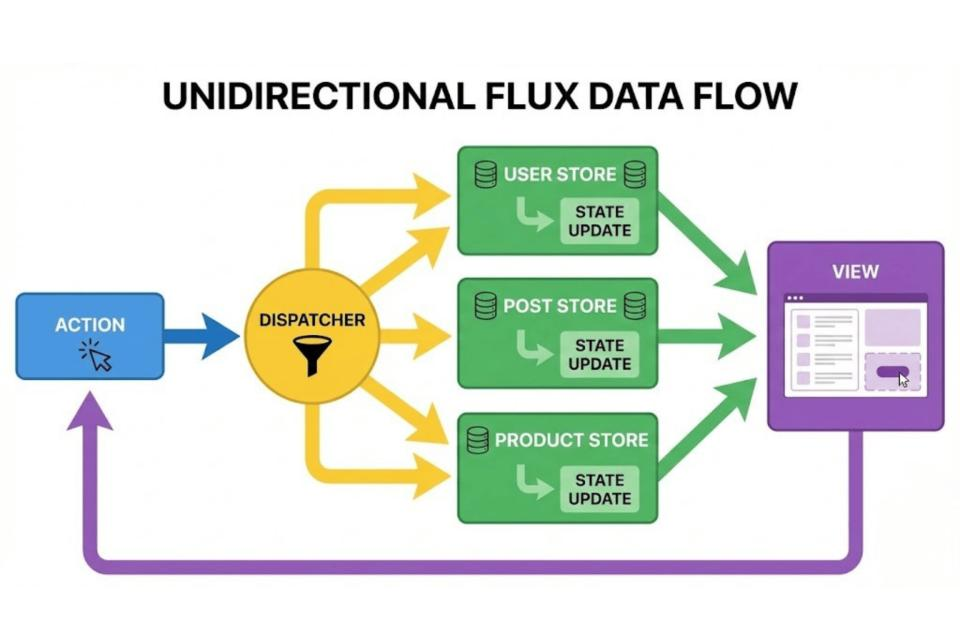 UNIDIRECTIONAL FLUX DATA FLOW
ACTION
DISPATCHER
USER STORE
STATE
UPDATE
POST STORE
STATE
UPDATE
PRODUCT STORE
STATE
UPDATE
VIEW